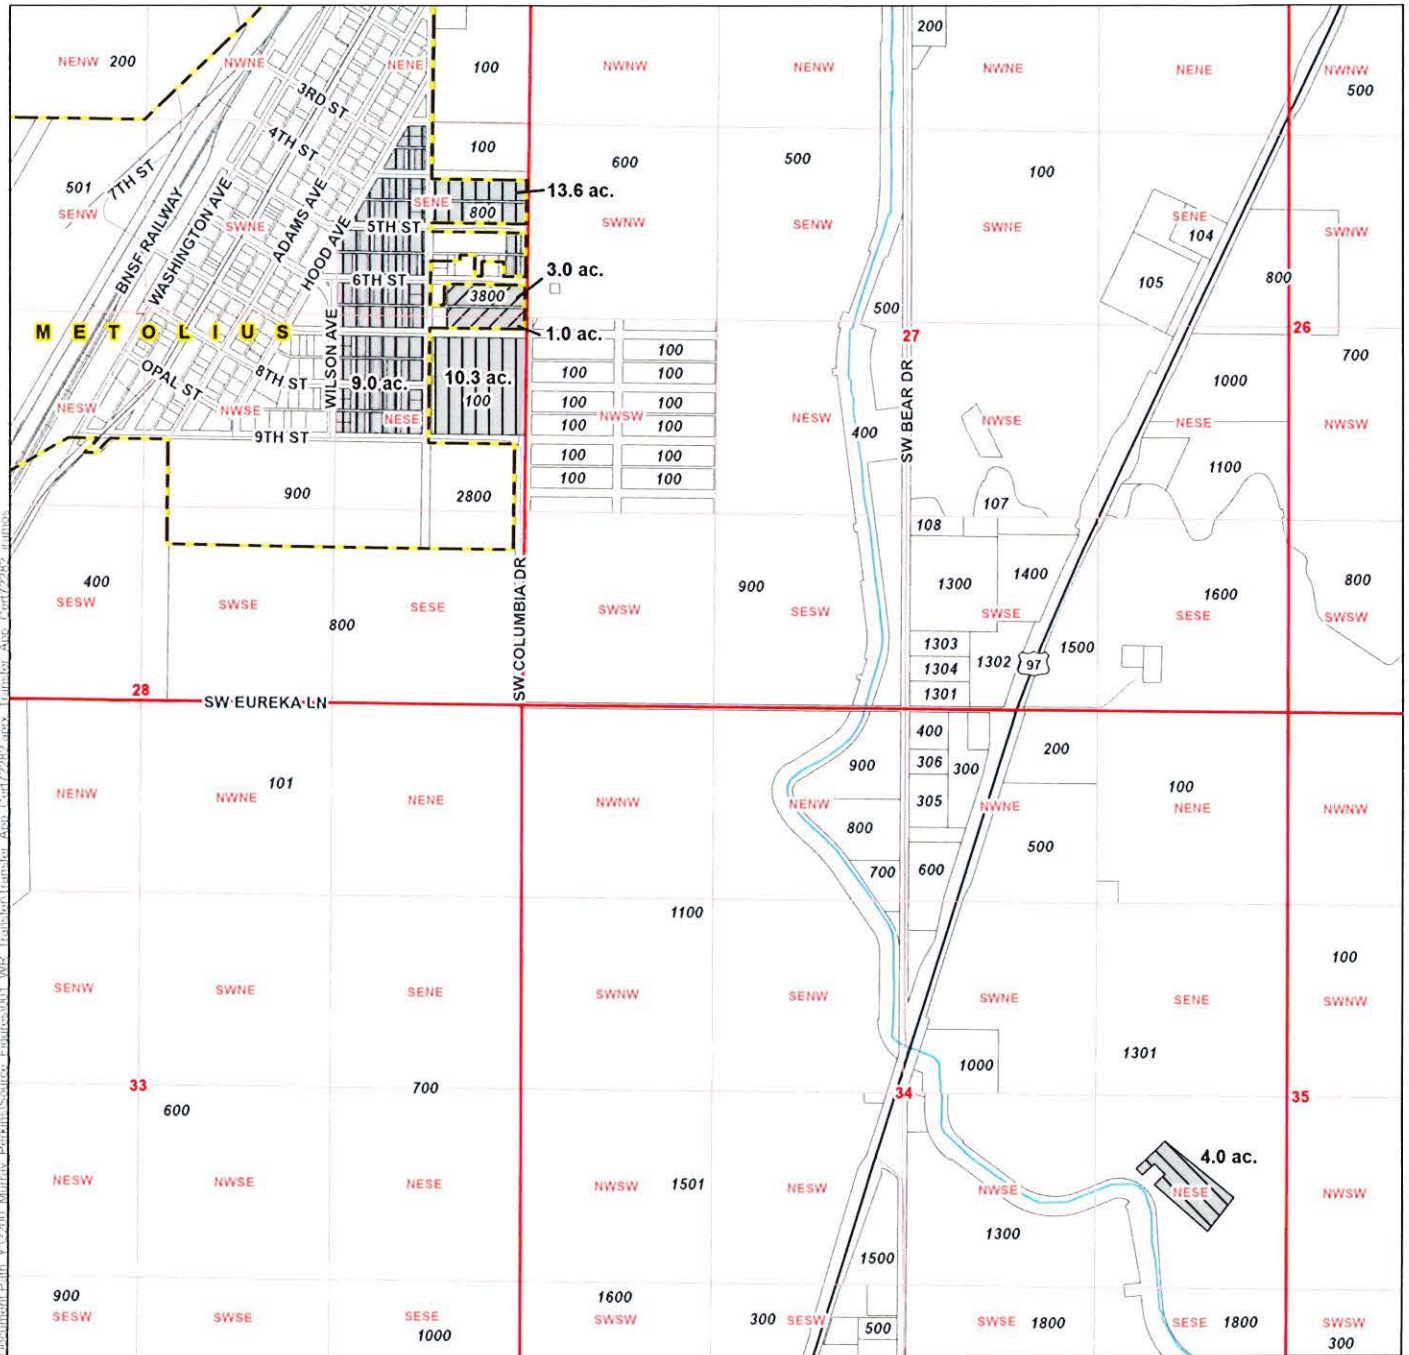 200
NENW 200
NWNE
NENE
100
NWNW
NENW
NWNE
NENE
NWNW
500
3RD ST
4TH ST
100
600
500
100
7TH ST
501
SENW
BNSF RAILWAY
WASHINGTON AVE
SWNE
ADAMS AVE
HOOD AVE
SENE
800
13.6 ac.
5TH ST
SWNW
SENW
SWNE
SENE
104
SWNW
105
800
6TH ST
3800
3.0 ac.
500
27
26
METOLIUS
1.0 ac.
OPAL ST
8TH ST
WILSON AVE
9.0 ac.
10.3 ac.
100
100
100
100
100
100
100
100
100
100
100
100
700
1000
NESW
NWSE
NESE
NWSW
NESW
400
SW BEAR DR
NWSE
NESE
NWSW
9TH ST
1100
900
2800
107
108
400
SESW
SWSE
SESE
800
SW COLUMBIA DR
SWSW
900
SESW
1300
1400
SWSE
1600
SESE
800
SWSW
1303
1304
1301
1302
97
1500
28
SW EUREKA LN
400
306
300
305
200
900
101
NENW
NWNE
NENE
NWNW
NENW
NWNE
100
NENE
NWNW
800
500
700
600
1100
100
SENW
SWNE
SENE
SWNW
SENW
SWNE
SENE
SWNW
1000
1301
33
600
700
34
35
4.0 ac.
NESW
NWSE
NESE
NWSW 1501
NESW
NWSE
NESE
NWSW
1300
1500
900
SESW
SWSE
SESE
1000
1600
SWSW
300 SESW
500
SWSE 1800
SESE 1800
SWSW
300